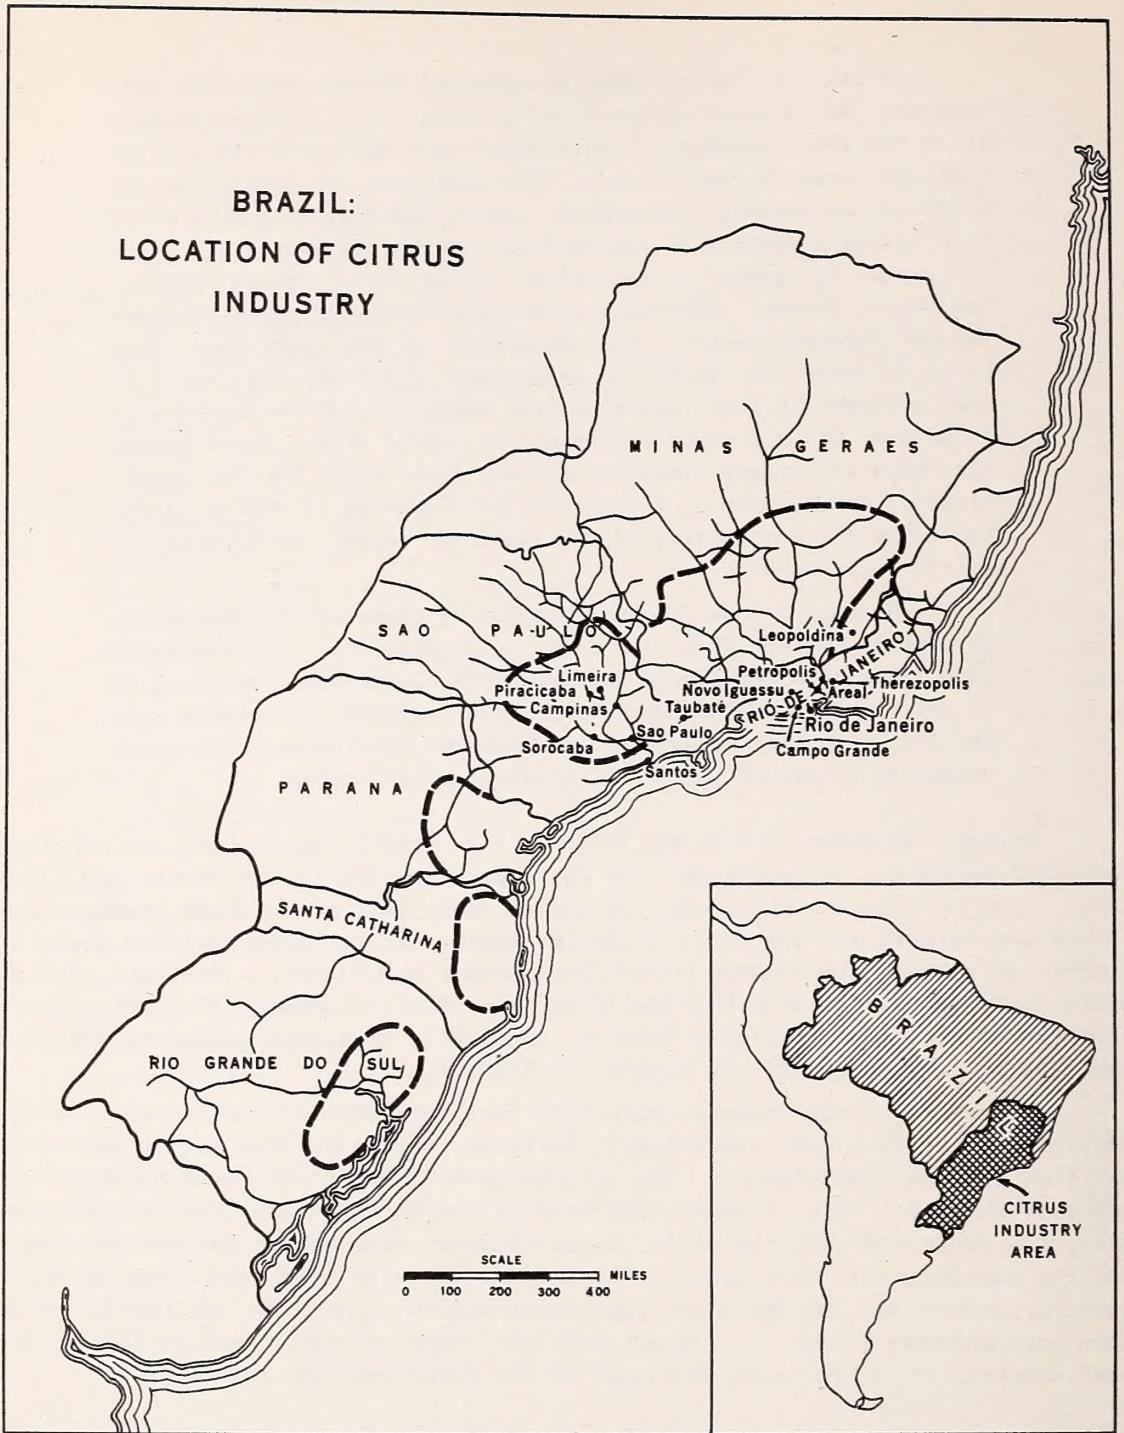 BRAZIL:
LOCATION OF CITRUS
INDUSTRY
MINAS GERAES
SAO PAULO
Leopoldina
RIO-DE JANEIRO
Petropolis
Therezopolis
Areal
Novo Iguassu
Rio de Janeiro
Campo Grande
Limeira
Piracicaba
Campinas
Taubaté
Sao Paulo
Sorocaba
Santos
PARANA
SANTA CATHARINA
RIO GRANDE DO SUL
SCALE
MILES
0 100 200 300 400
BRAZIL
CITRUS
INDUSTRY
AREA